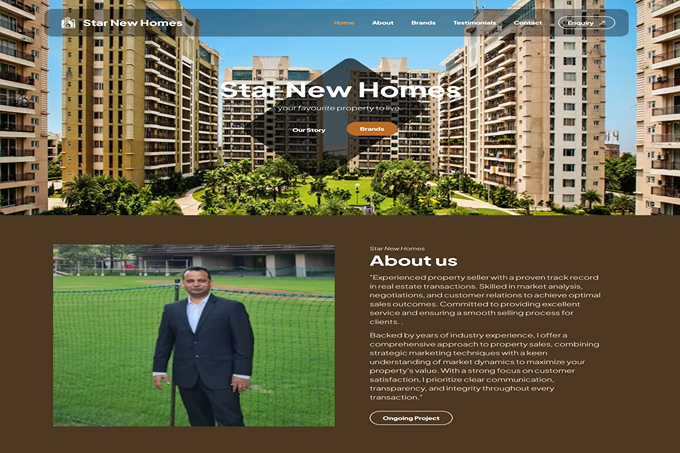 Star New Homes
Home About Brands Testimonials Contact Enquiry
Star New Homes
your favourite property to live
Our Story Brands
Star New Homes
About us
"Experienced property seller with a proven track record
in real estate transactions. Skilled in market analysis,
negotiations, and customer relations to achieve optimal
sales outcomes. Committed to providing excellent
service and ensuring a smooth selling process for
clients. .
Backed by years of industry experience, I offer a
comprehensive approach to property sales, combining
strategic marketing techniques with a keen
understanding of market dynamics to maximize your
property's value. With a strong focus on customer
satisfaction, I prioritize clear communication,
transparency, and integrity throughout every
transaction."
Ongoing Project